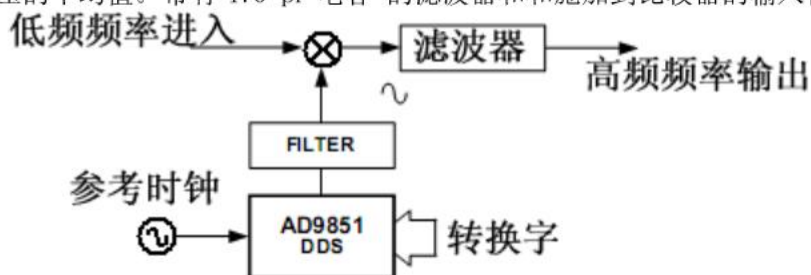 低频频率进入
滤波器
高频频率输出
FILTER
参考时钟
AD9851
DDS
转换字